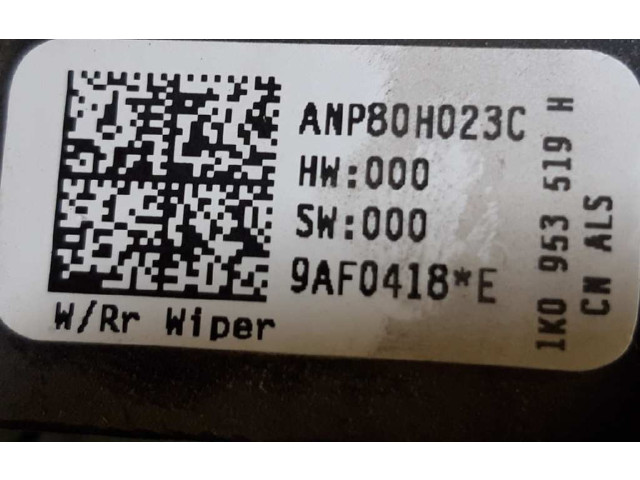 ANP80H023C
HW:000
SW:000
9AF0418*E
W/Rr Wiper
1K0 953 519 H
CN ALS